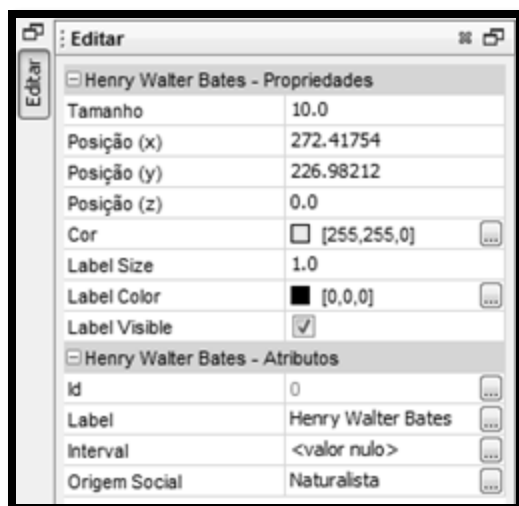 Editar
Editar
Henry Walter Bates - Propriedades
Tamanho 10.0
Posição (x) 272.41754
Posição (y) 226.98212
Posição (z) 0.0
Cor [255,255,0] ...
Label Size 1.0
Label Color [0,0,0] ...
Label Visible
Henry Walter Bates - Atributos
Id 0 ...
Label Henry Walter Bates ...
Interval <valor nulo> ...
Origem Social Naturalista ...